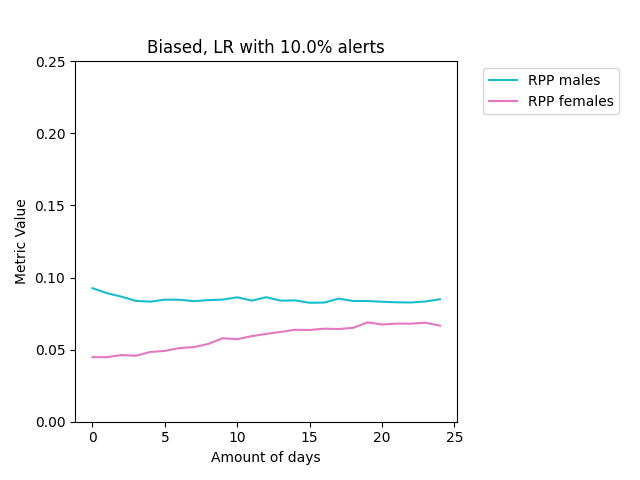 Biased, LR with 10.0% alerts
0.25
0.20
0.15
0.10
0.05
0.00
Metric Value
0 5 10 15 20 25
Amount of days
RPP males
RPP females